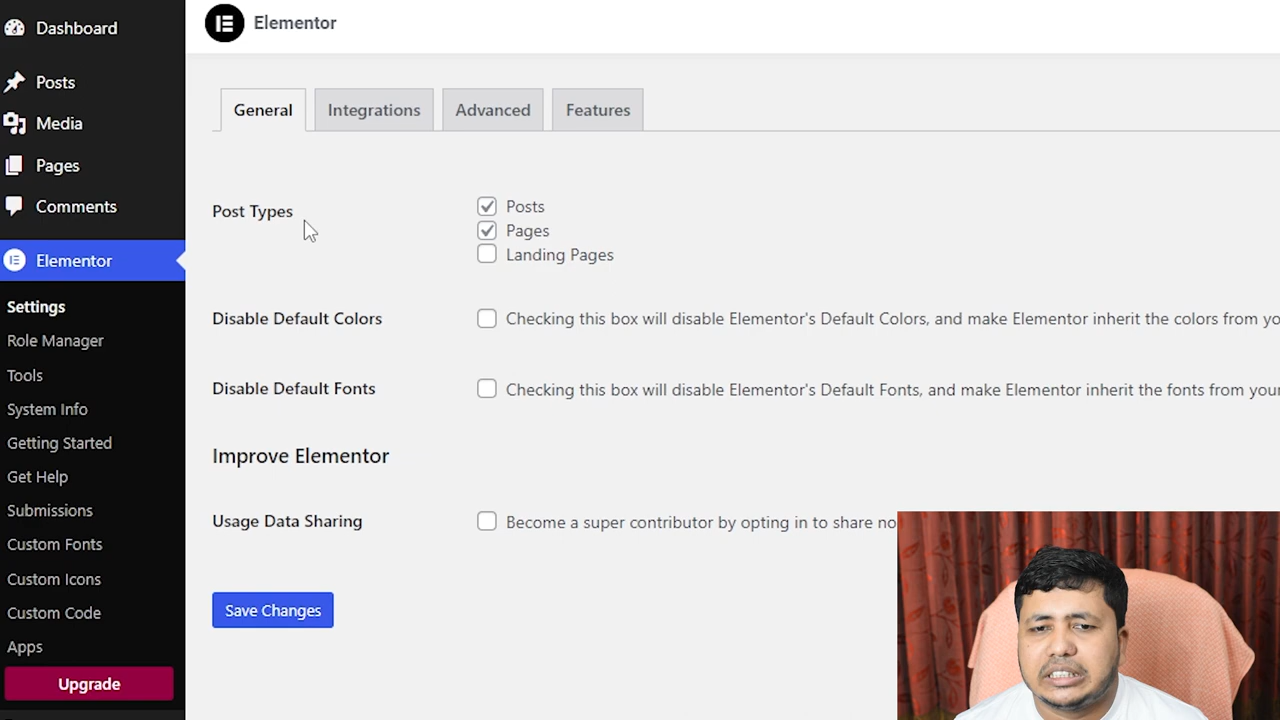 Dashboard
Posts
Media
Pages
Comments
Elementor
Settings
Role Manager
Tools
System Info
Getting Started
Get Help
Submissions
Custom Fonts
Custom Icons
Custom Code
Apps
Upgrade
Elementor
General Integrations Advanced Features
Post Types
Posts
Pages
Landing Pages
Disable Default Colors
Checking this box will disable Elementor's Default Colors, and make Elementor inherit the colors from yo
Disable Default Fonts
Checking this box will disable Elementor's Default Fonts, and make Elementor inherit the fonts from your
Improve Elementor
Usage Data Sharing
Become a super contributor by opting in to share no
Save Changes